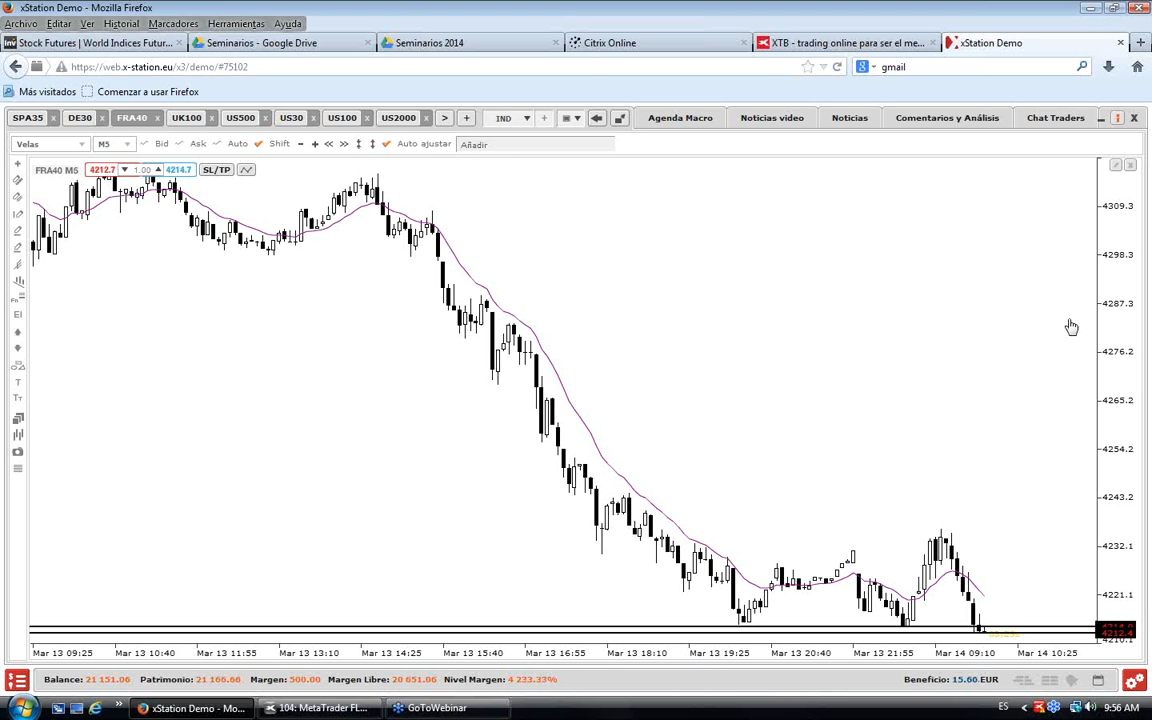 xStation Demo - Mozilla Firefox
Archivo Editar Ver Historial Marcadores Herramientas Ayuda
Stock Futures | World Indices Futur... Seminarios - Google Drive Seminarios 2014 Citrix Online XTB - trading online para ser el me... xStation Demo
https://web.x-station.eu/x3/demo/#75102 gmail
Más visitados Comenzar a usar Firefox
SPA35 DE30 FRA40 UK100 US500 US30 US100 US2000 > + IND Agenda Macro Noticias video Noticias Comentarios y Análisis Chat Traders
Velas M5 Bid Ask Auto Shift Auto ajustar Añadir
FRA40 M5 4212.7 1.00 4214.7 SL/TP
4309.3
4298.3
4287.3
4276.2
4265.2
4254.2
4243.2
4232.1
4221.1
4212.4
4210.1
Fn
EI
T
TT
Mar 13 09:25 Mar 13 10:40 Mar 13 11:55 Mar 13 13:10 Mar 13 14:25 Mar 13 15:40 Mar 13 16:55 Mar 13 18:10 Mar 13 19:25 Mar 13 20:40 Mar 13 21:55 Mar 14 09:10 Mar 14 10:25
Balance: 21 151.06 Patrimonio: 21 166.66 Margen: 500.00 Margen Libre: 20 651.06 Nivel Margen: 4 233.33% Beneficio: 15.60 EUR
xStation Demo - Mo... 104: MetaTrader FL... GoToWebinar ES 9:56 AM